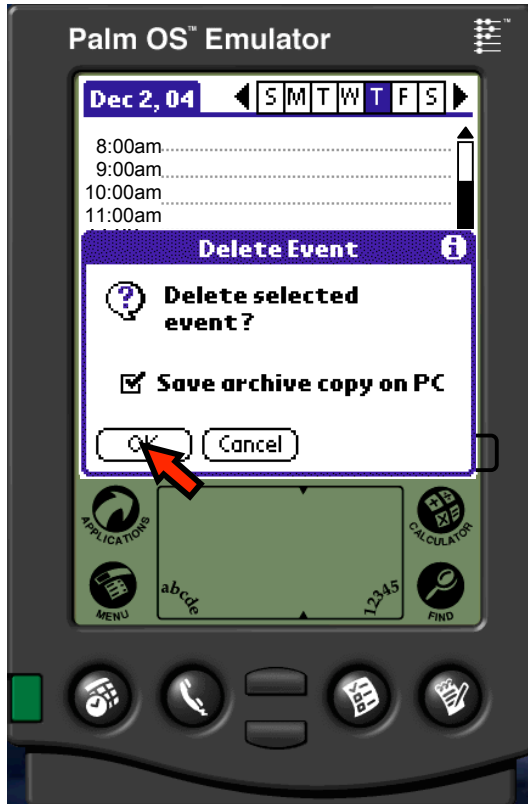 Palm OS™ Emulator
Dec 2, 04
S M T W T F S
8:00am
9:00am
10:00am
11:00am
Delete Event
Delete selected
event?
Save archive copy on PC
OK
Cancel
APPLICATIONS
CALCULATOR
MENU
abcde
12345
FIND